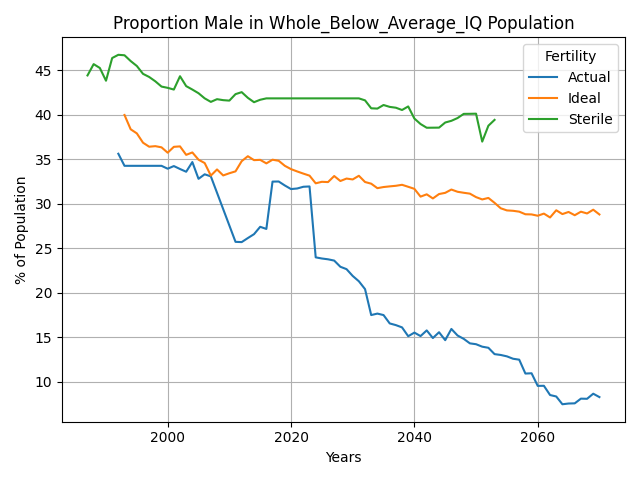 Proportion Male in Whole_Below_Average_IQ Population
% of Population
45
40
35
30
25
20
15
10
Fertility
Actual
Ideal
Sterile
2000 2020 2040 2060
Years